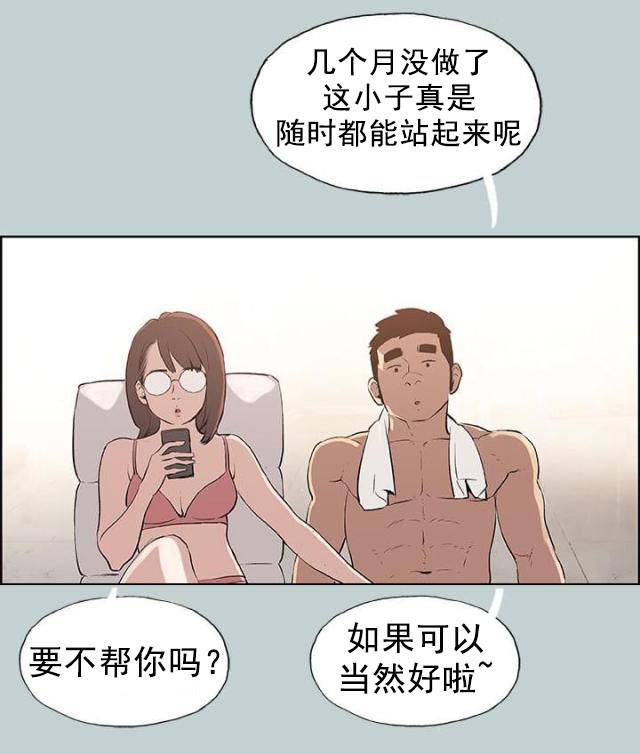 几个月没做了
这小子真是
随时都能站起来呢
要不帮你吗?
如果可以
当然好啦~